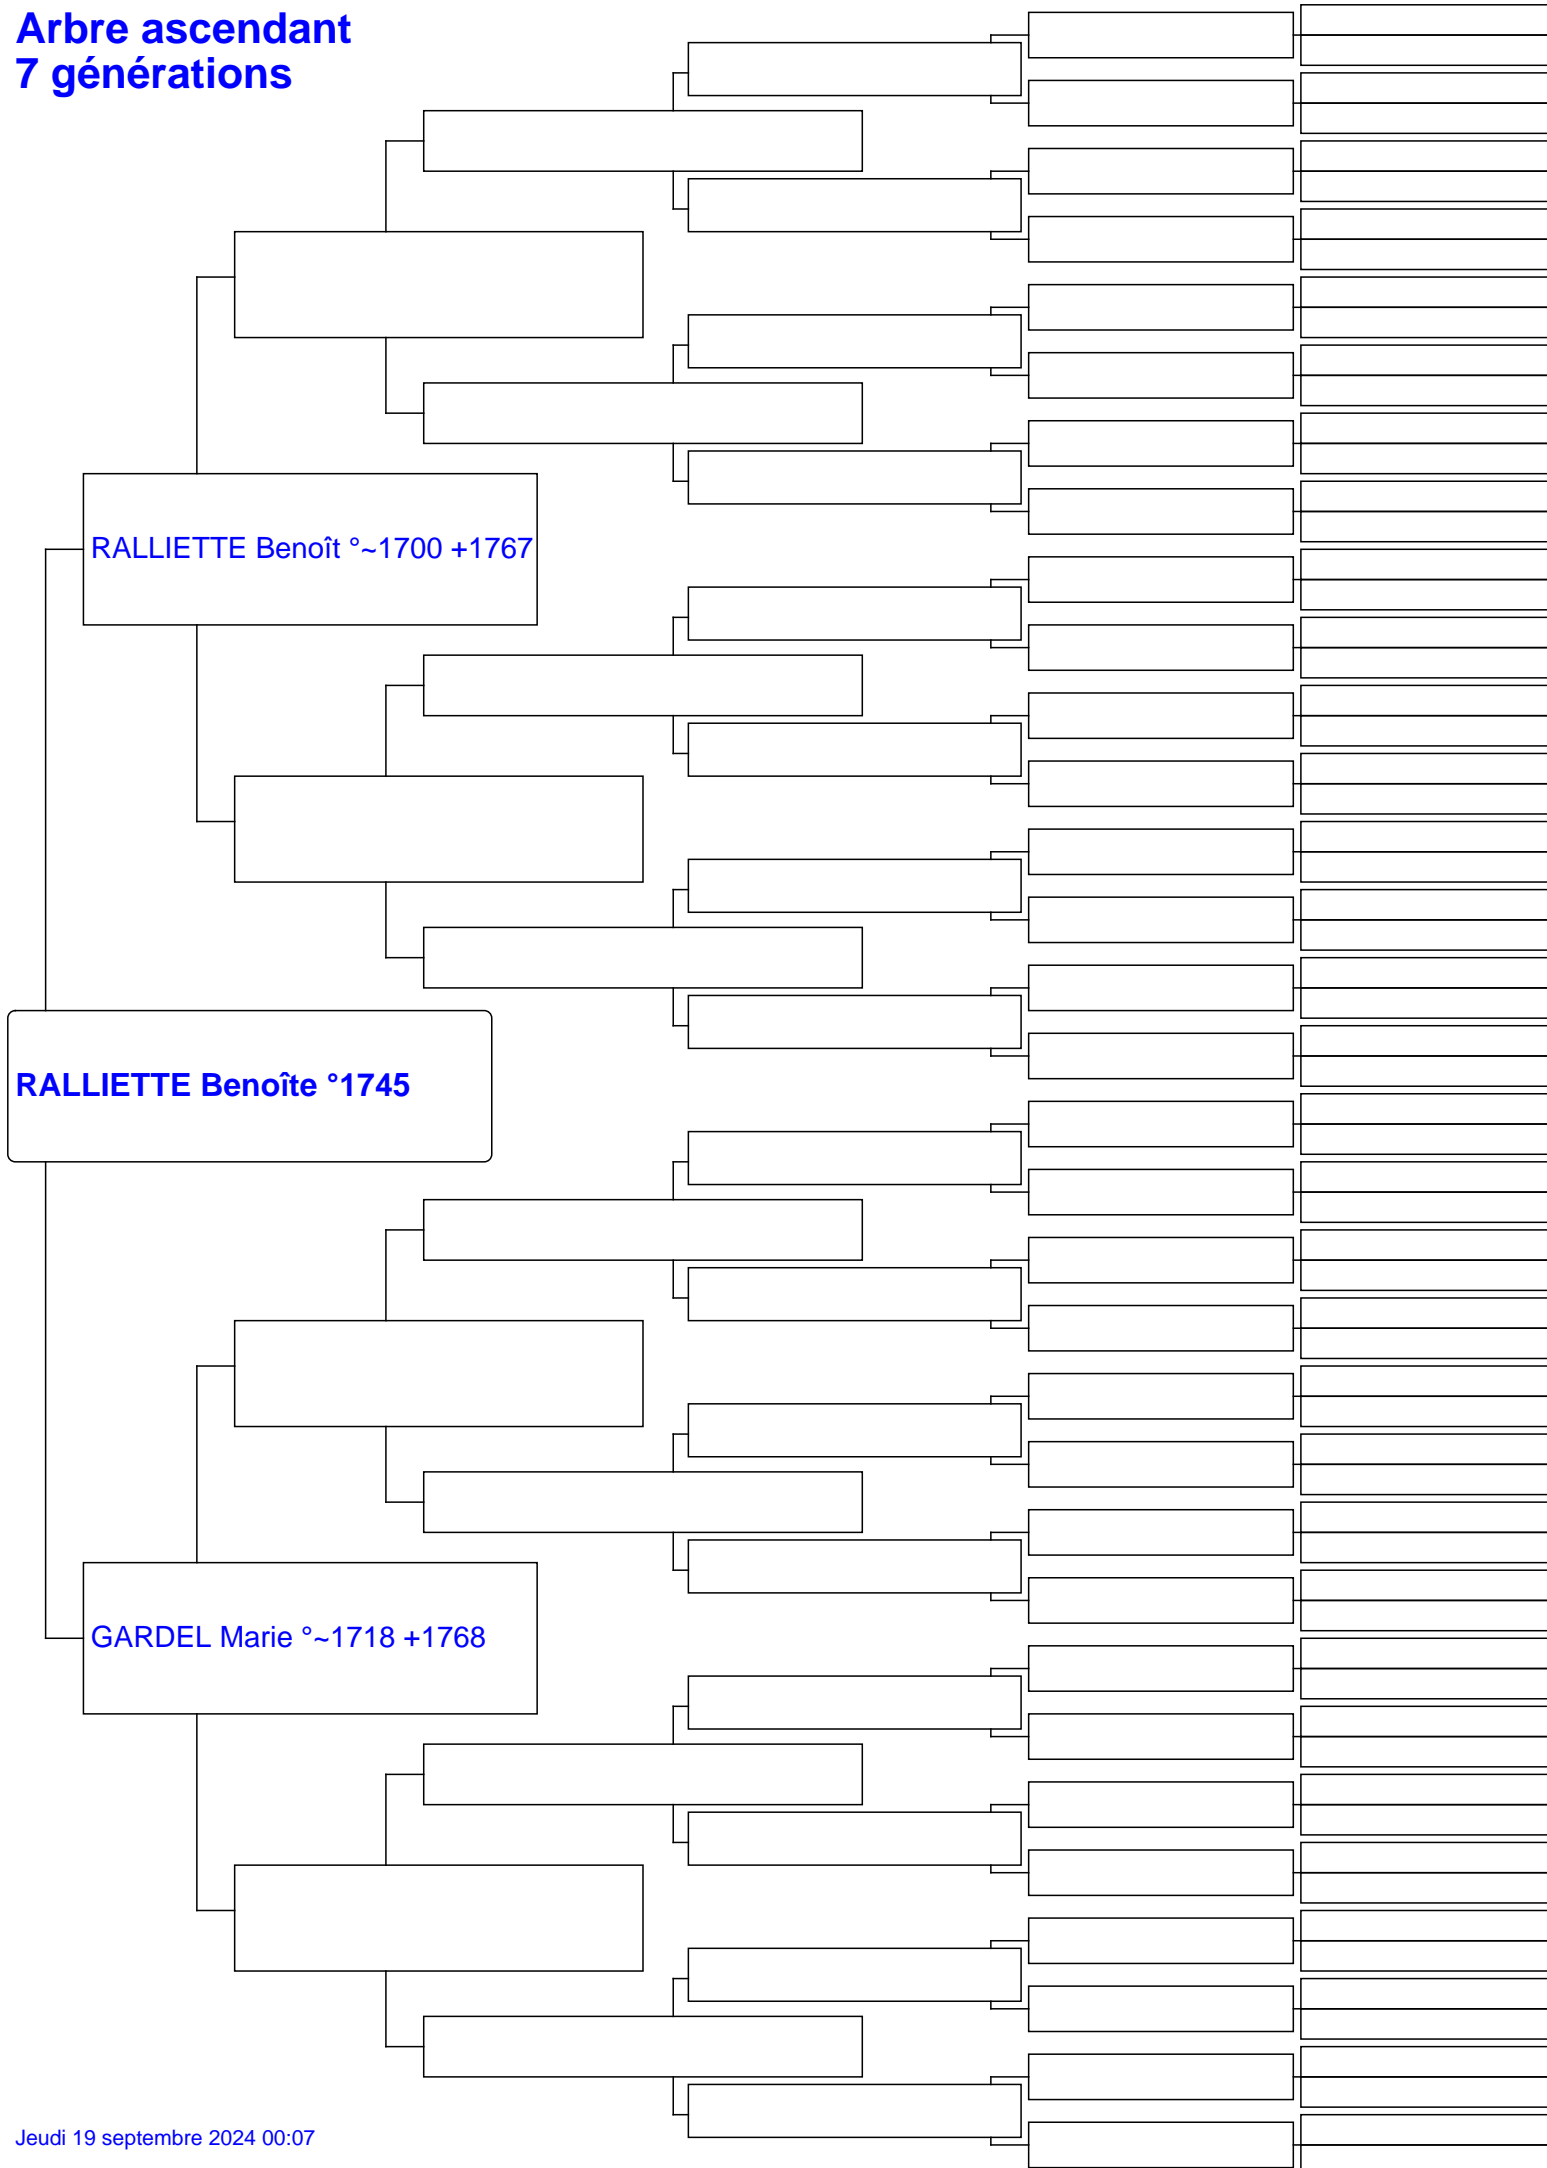 Arbre ascendant
7 générations
RALLIETTE Benoît °~1700 +1767
RALLIETTE Benoîte °1745
GARDEL Marie °~1718 +1768
Jeudi 19 septembre 2024 00:07